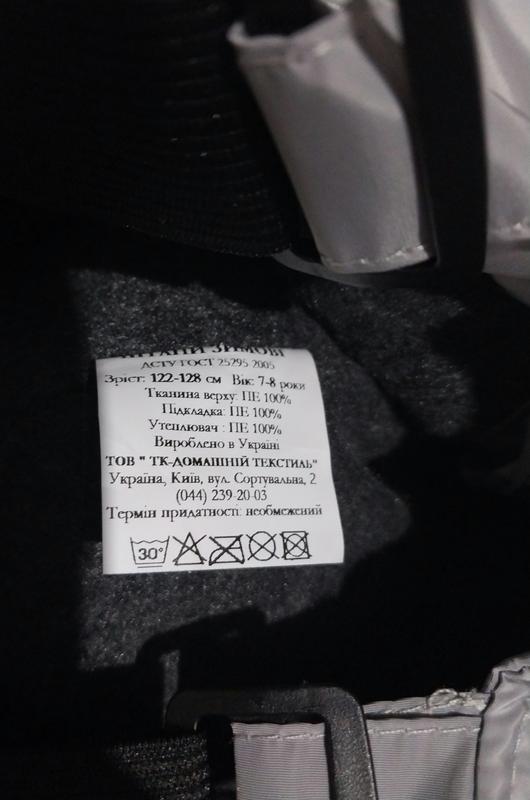 ШТАНИ ЗИМОВІ
ДСТУ ГОСТ 25295 2005
Зріст: 122-128 см Вік: 7-8 роки
Тканина верху: ПЕ 100%
Підкладка: ПЕ 100%
Утеплювач : ПЕ 100%
Вироблено в Україні
ТОВ " ТК-ДОМАШНІЙ ТЕКСТИЛЬ"
Україна, Київ, вул. Сортувальна, 2
(044) 239-20-03
Термін придатності: необмежений
30°